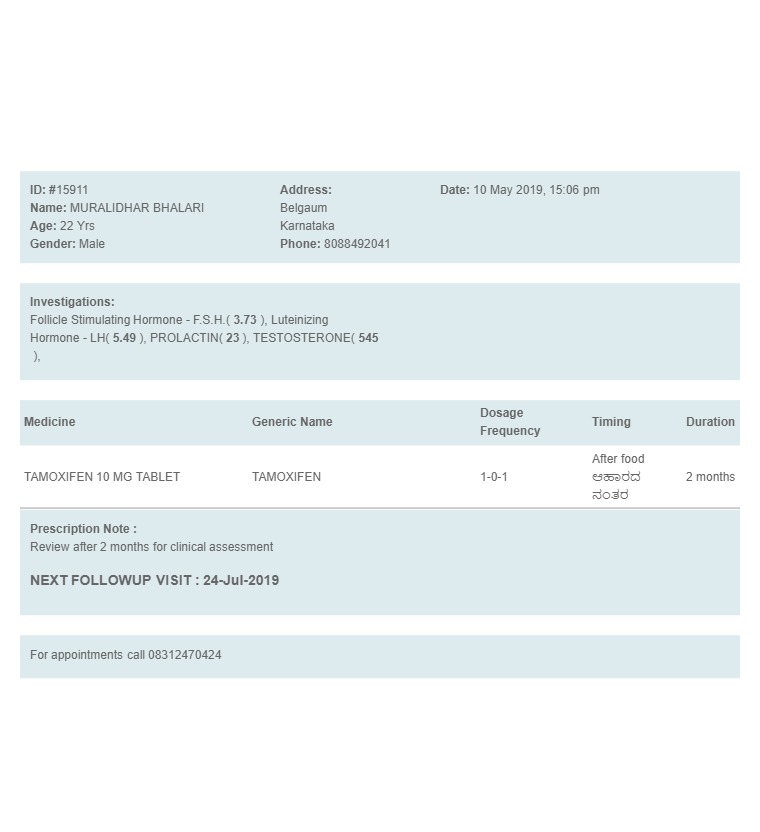 ID: #15911
Name: MURALIDHAR BHALARI
Age: 22 Yrs
Gender: Male
Address:
Belgaum
Karnataka
Phone: 8088492041
Date: 10 May 2019, 15:06 pm
Investigations:
Follicle Stimulating Hormone - F.S.H.( 3.73 ), Luteinizing
Hormone - LH( 5.49 ), PROLACTIN( 23 ), TESTOSTERONE( 545
),
Medicine Generic Name Dosage Frequency Timing Duration
TAMOXIFEN 10 MG TABLET TAMOXIFEN 1-0-1 After food ಆಹಾರದ ನಂತರ 2 months
Prescription Note :
Review after 2 months for clinical assessment
NEXT FOLLOWUP VISIT : 24-Jul-2019
For appointments call 08312470424